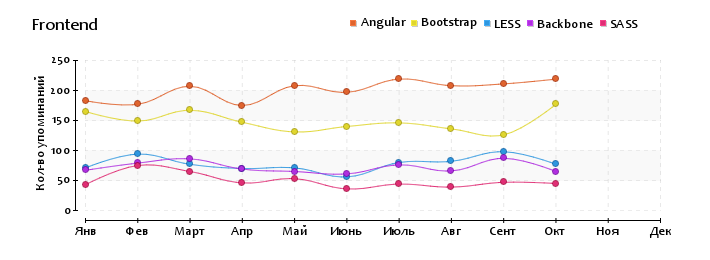 Frontend
Angular Bootstrap LESS Backbone SASS
Кол-во упоминаний
250
200
150
100
50
0
Янв Фев Март Апр Май Июнь Июль Авг Сент Окт Ноя Дек